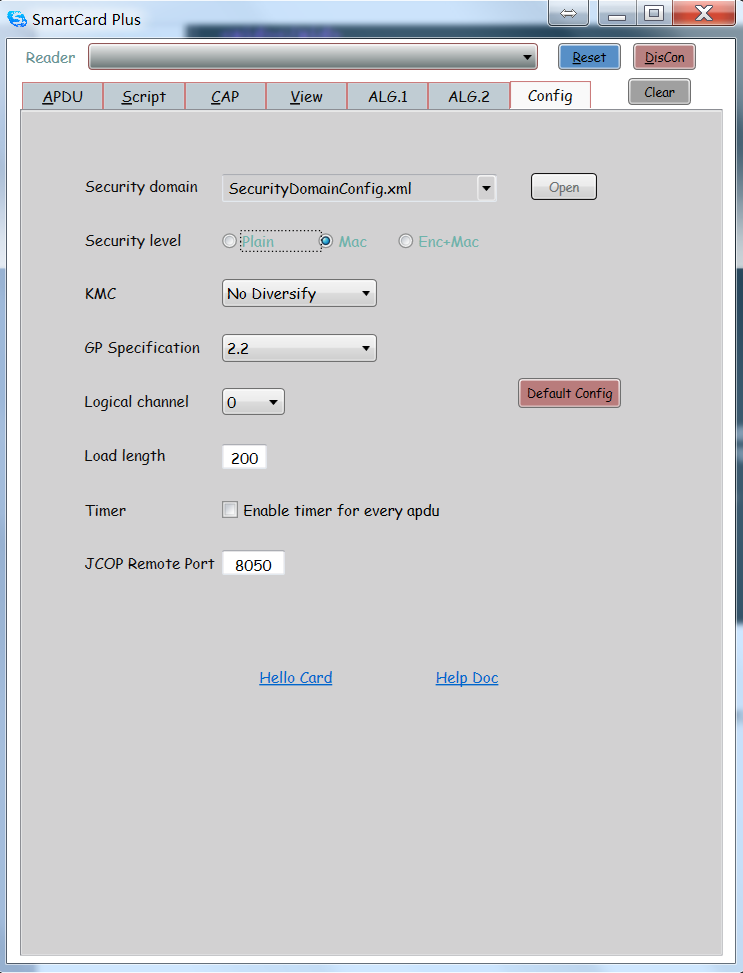 SmartCard Plus
Reader Reset DisCon
APDU Script CAP View ALG.1 ALG.2 Config Clear
Security domain SecurityDomainConfig.xml Open
Security level Plain Mac Enc+Mac
KMC No Diversify
GP Specification 2.2
Logical channel 0 Default Config
Load length 200
Timer Enable timer for every apdu
JCOP Remote Port 8050
Hello Card Help Doc